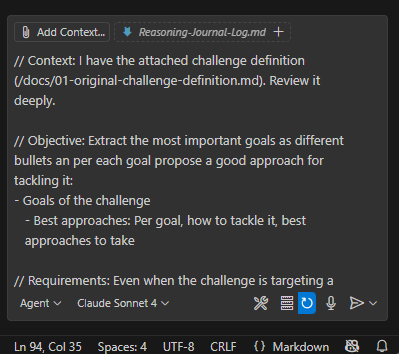 Add Context... Reasoning-Journal-Log.md +
// Context: I have the attached challenge definition
(/docs/01-original-challenge-definition.md). Review it
deeply.
// Objective: Extract the most important goals as different
bullets an per each goal propose a good approach for
tackling it:
- Goals of the challenge
- Best approaches: Per goal, how to tackle it, best
approaches to take
// Requirements: Even when the challenge is targeting a
Agent Claude Sonnet 4
Ln 94, Col 35 Spaces: 4 UTF-8 CRLF {} Markdown